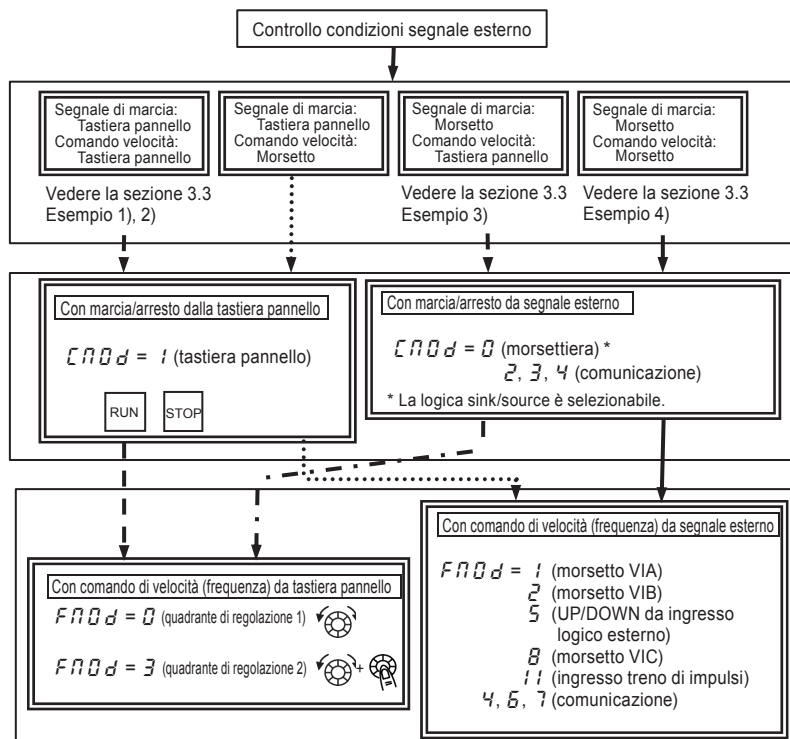 Controllo condizioni segnale esterno
Segnale di marcia:
Tastiera pannello
Comando velocità:
Tastiera pannello
Segnale di marcia:
Tastiera pannello
Comando velocità:
Morsetto
Segnale di marcia:
Morsetto
Comando velocità:
Tastiera pannello
Segnale di marcia:
Morsetto
Comando velocità:
Morsetto
Vedere la sezione 3.3
Esempio 1), 2)
Vedere la sezione 3.3
Esempio 3)
Vedere la sezione 3.3
Esempio 4)
Con marcia/arresto dalla tastiera pannello
CMOd = 1 (tastiera pannello)
RUN STOP
Con marcia/arresto da segnale esterno
CMOd = 0 (morsettiera) *
2, 3, 4 (comunicazione)
* La logica sink/source è selezionabile.
Con comando di velocità (frequenza) da tastiera pannello
FMOd = 0 (quadrante di regolazione 1)
FMOd = 3 (quadrante di regolazione 2) +
Con comando di velocità (frequenza) da segnale esterno
FMOd = 1 (morsetto VIA)
2 (morsetto VIB)
5 (UP/DOWN da ingresso
logico esterno)
8 (morsetto VIC)
11 (ingresso treno di impulsi)
4, 6, 7 (comunicazione)